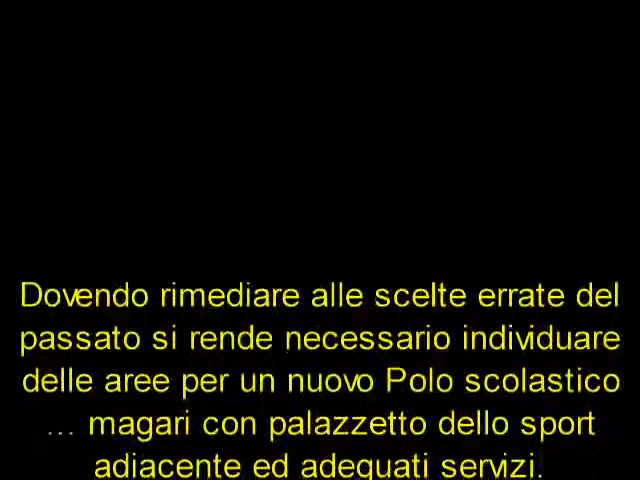 Dovendo rimediare alle scelte errate del
passato si rende necessario individuare
delle aree per un nuovo Polo scolastico
... magari con palazzetto dello sport
adiacente ed adeguati servizi.